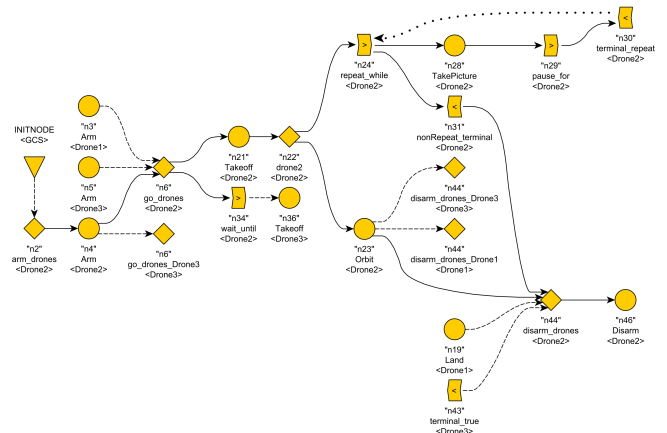 "n30"
terminal_repeat
<Drone2>
"n24"
repeat_while
<Drone2>
"n28"
TakePicture
<Drone2>
"n29"
pause_for
<Drone2>
"n3"
Arm
<Drone1>
INITNODE
<GCS>
"n31"
nonRepeat_terminal
<Drone2>
"n21"
Takeoff
<Drone2>
"n22"
drone2
<Drone2>
"n5"
Arm
<Drone3>
"n6"
go_drones
<Drone2>
"n44"
disarm_drones_Drone3
<Drone3>
"n34"
wait_until
<Drone2>
"n36"
Takeoff
<Drone3>
"n2"
arm_drones
<Drone2>
"n4"
Arm
<Drone2>
"n6"
go_drones_Drone3
<Drone3>
"n23"
Orbit
<Drone2>
"n44"
disarm_drones_Drone1
<Drone1>
"n44"
disarm_drones
<Drone2>
"n46"
Disarm
<Drone2>
"n19"
Land
<Drone1>
"n43"
terminal_true
<Drone3>